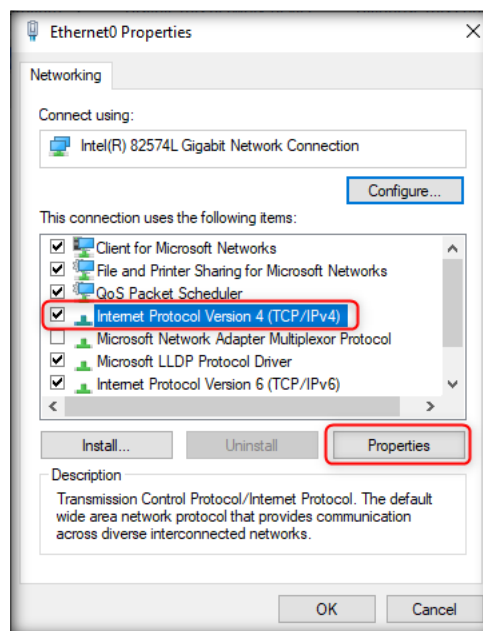 Ethernet0 Properties
Networking
Connect using:
Intel(R) 82574L Gigabit Network Connection
Configure...
This connection uses the following items:
Client for Microsoft Networks
File and Printer Sharing for Microsoft Networks
QoS Packet Scheduler
Internet Protocol Version 4 (TCP/IPv4)
Microsoft Network Adapter Multiplexor Protocol
Microsoft LLDP Protocol Driver
Internet Protocol Version 6 (TCP/IPv6)
Install...
Uninstall
Properties
Description
Transmission Control Protocol/Internet Protocol. The default
wide area network protocol that provides communication
across diverse interconnected networks.
OK
Cancel